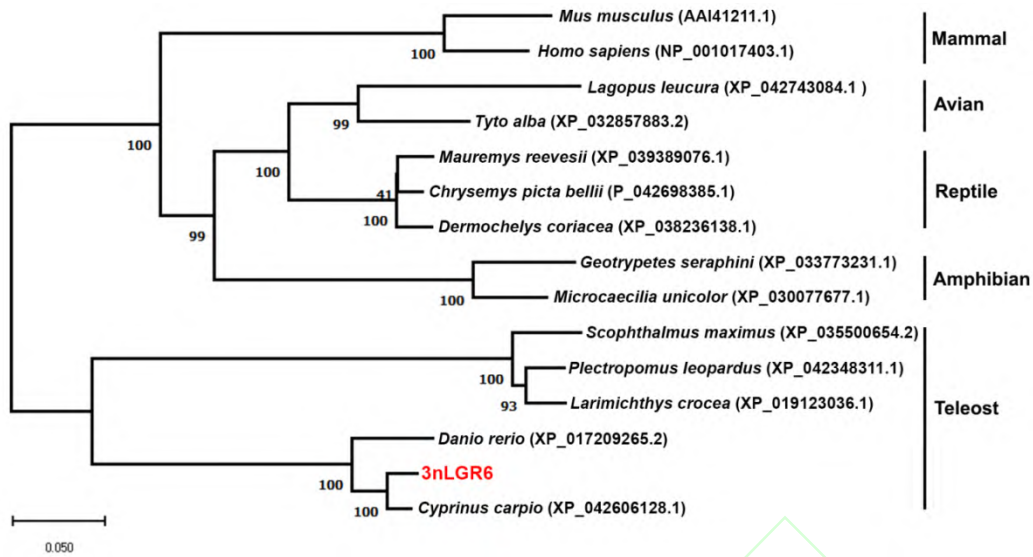 Mus musculus (AAI41211.1)
Homo sapiens (NP_001017403.1)
100
Mammal
Lagopus leucura (XP_042743084.1 )
Tyto alba (XP_032857883.2)
99
Avian
100
100
Mauremys reevesii (XP_039389076.1)
Chrysemys picta bellii (P_042698385.1)
41
Dermochelys coriacea (XP_038236138.1)
100
Reptile
99
Geotrypetes seraphini (XP_033773231.1)
Microcaecilia unicolor (XP_030077677.1)
100
Amphibian
Scophthalmus maximus (XP_035500654.2)
Plectropomus leopardus (XP_042348311.1)
100
Larimichthys crocea (XP_019123036.1)
93
Teleost
Danio rerio (XP_017209265.2)
3nLGR6
100
Cyprinus carpio (XP_042606128.1)
100
0.050